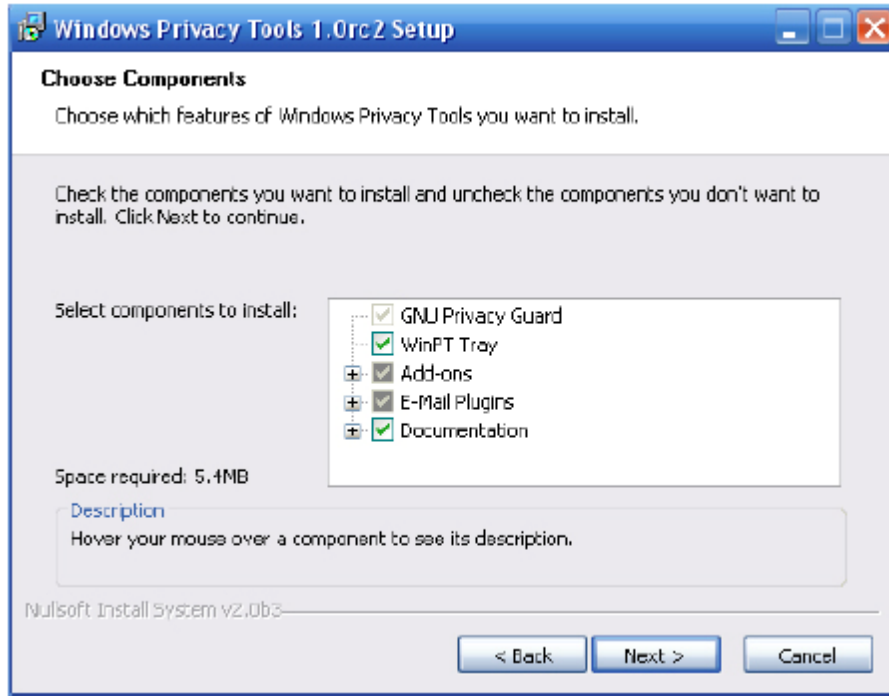 Windows Privacy Tools 1.0rc2 Setup
Choose Components
Choose which features of Windows Privacy Tools you want to install.
Check the components you want to install and uncheck the components you don't want to
install. Click Next to continue.
Select components to install:
GNU Privacy Guard
WinPT Tray
Add-ons
E-Mail Plugins
Documentation
Space required: 5.4MB
Description
Hover your mouse over a component to see its description.
Nullsoft Install System v2.0b3
< Back
Next >
Cancel